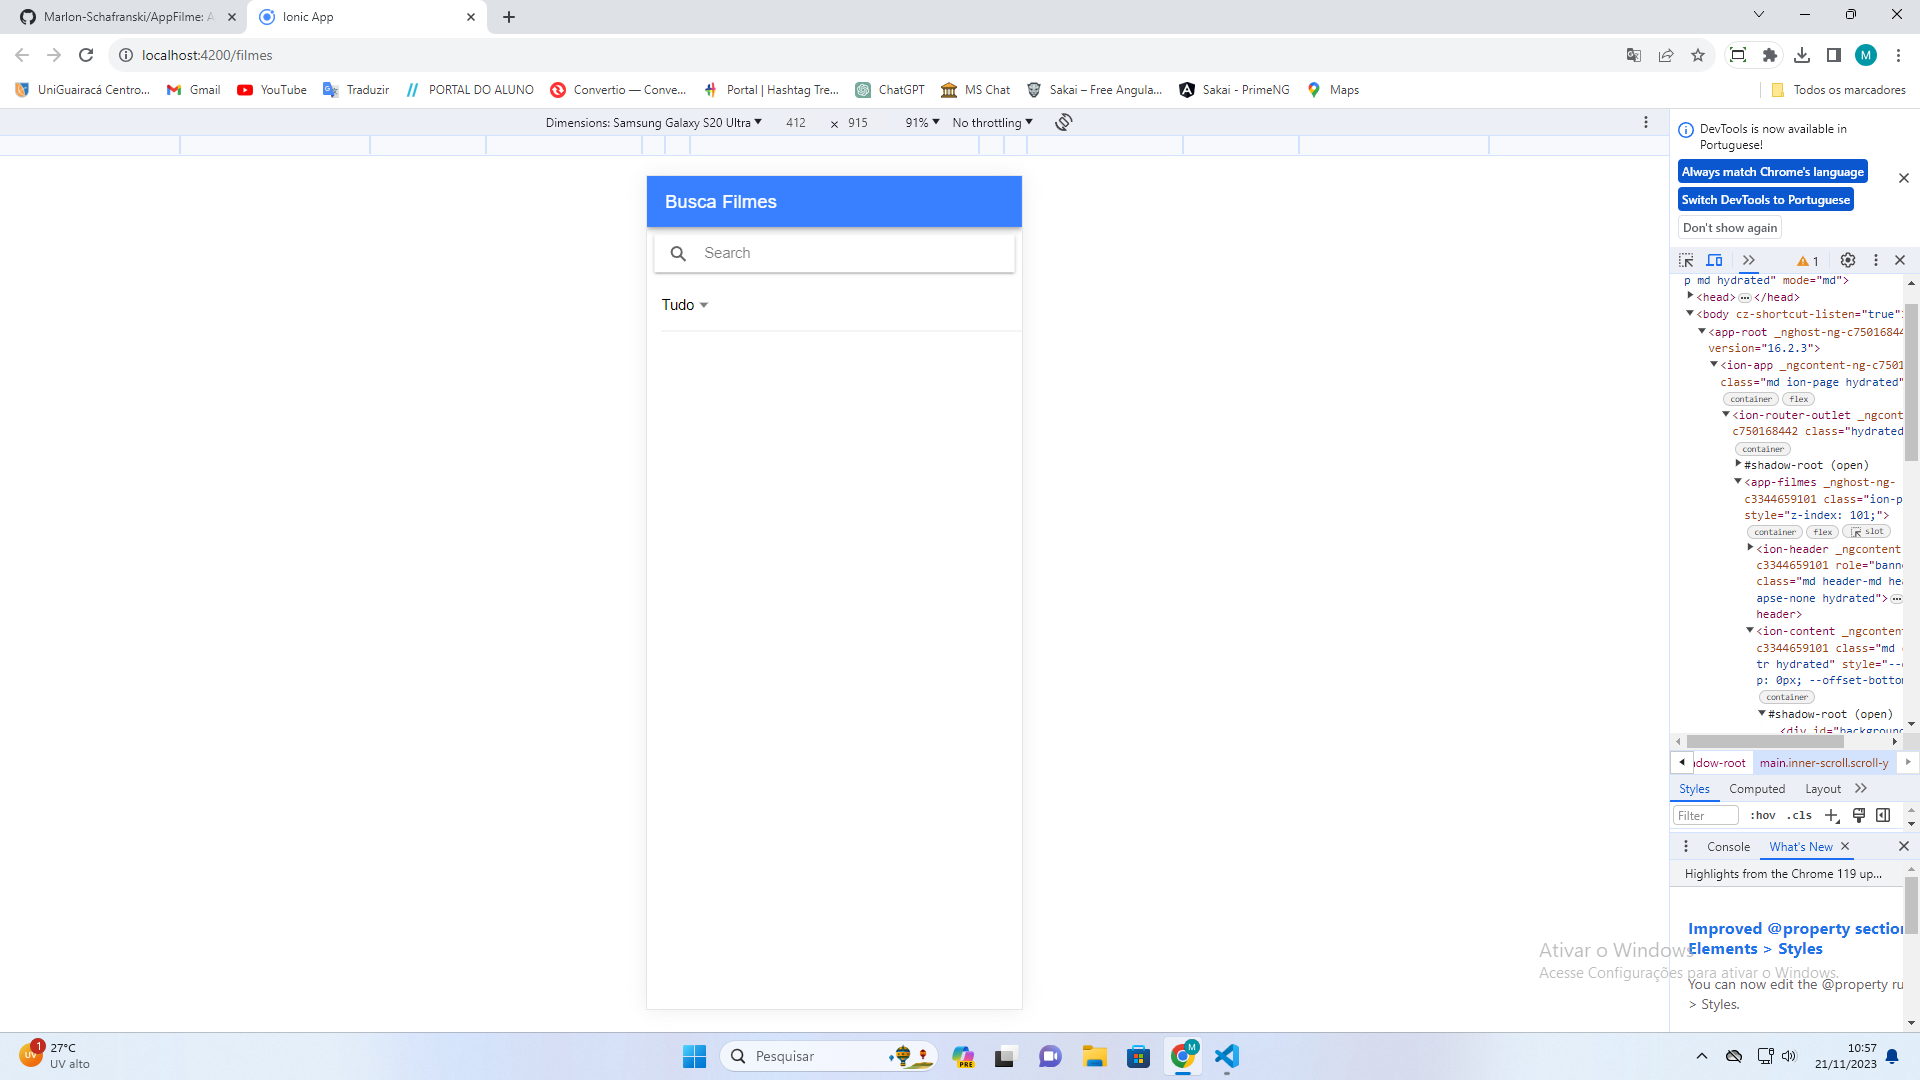 Marlon-Schafranski/AppFilme: A
Ionic App
localhost:4200/filmes
M
UniGuairacá Centro...
Gmail
YouTube
Traduzir
PORTAL DO ALUNO
Convertio — Conve...
Portal | Hashtag Tre...
ChatGPT
MS Chat
Sakai – Free Angula...
Sakai - PrimeNG
Maps
Todos os marcadores
Dimensions: Samsung Galaxy S20 Ultra
412
x
915
91%
No throttling
Busca Filmes
Search
Tudo
DevTools is now available in
Portuguese!
Always match Chrome's language
Switch DevTools to Portuguese
Don't show again
1
p md hydrated" mode="md">
<head> ••• </head>
<body cz-shortcut-listen="true"
<app-root _nghost-ng-c7501684
version="16.2.3">
<ion-app _ngcontent-ng-c7501
class="md ion-page hydrated"
container flex
<ion-router-outlet _ngcont
c750168442 class="hydrated
container
#shadow-root (open)
<app-filmes _nghost-ng-
c3344659101 class="ion-p
style="z-index: 101;">
container flex slot
<ion-header _ngcontent
c3344659101 role="bann
class="md header-md he
apse-none hydrated"> •••
header>
<ion-content _ngconten
c3344659101 class="md
tr hydrated" style="--
p: 0px; --offset-botto
container
#shadow-root (open)
<div id="background
dow-root
main.inner-scroll.scroll-y
Styles
Computed
Layout
Filter
:hov
.cls
Console
What's New
Highlights from the Chrome 119 up...
Improved @property section
Elements > Styles
You can now edit the @property ru
> Styles.
Ativar o Windows
Acesse Configurações para ativar o Windows.
UV
1
27°C
UV alto
Pesquisar
PRE
M
10:57
21/11/2023